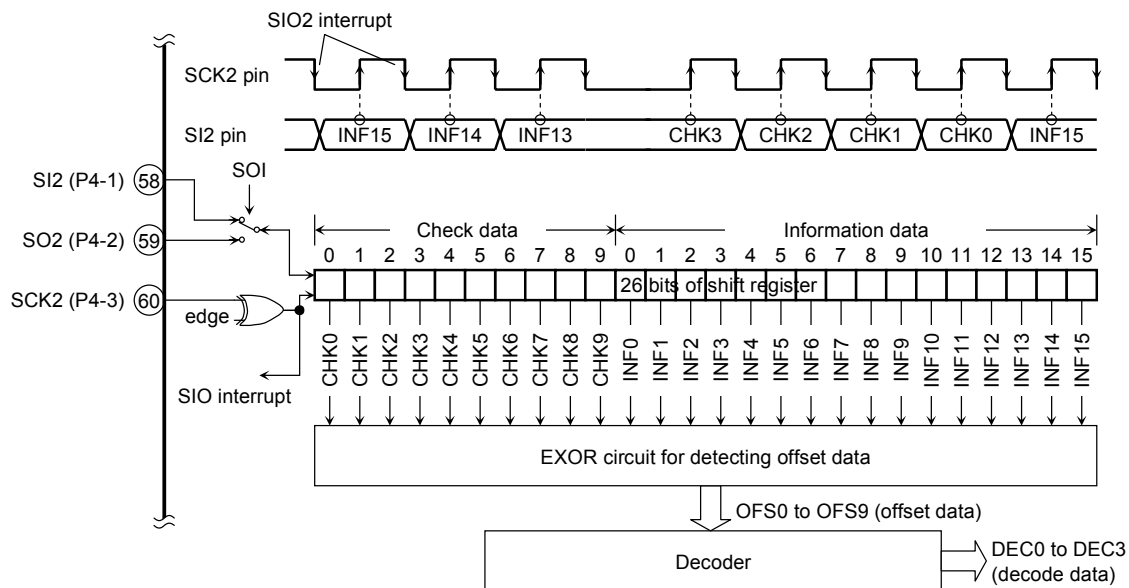 SIO2 interrupt
SCK2 pin
SI2 pin
INF15 INF14 INF13 CHK3 CHK2 CHK1 CHK0 INF15
SOI
SI2 (P4-1) 58
SO2 (P4-2) 59
SCK2 (P4-3) 60
Check data Information data
0 1 2 3 4 5 6 7 8 9 0 1 2 3 4 5 6 7 8 9 10 11 12 13 14 15
26 bits of shift register
edge
SIO interrupt
CHK0 CHK1 CHK2 CHK3 CHK4 CHK5 CHK6 CHK7 CHK8 CHK9 INF0 INF1 INF2 INF3 INF4 INF5 INF6 INF7 INF8 INF9 INF10 INF11 INF12 INF13 INF14 INF15
EXOR circuit for detecting offset data
OFS0 to OFS9 (offset data)
Decoder
DEC0 to DEC3
(decode data)